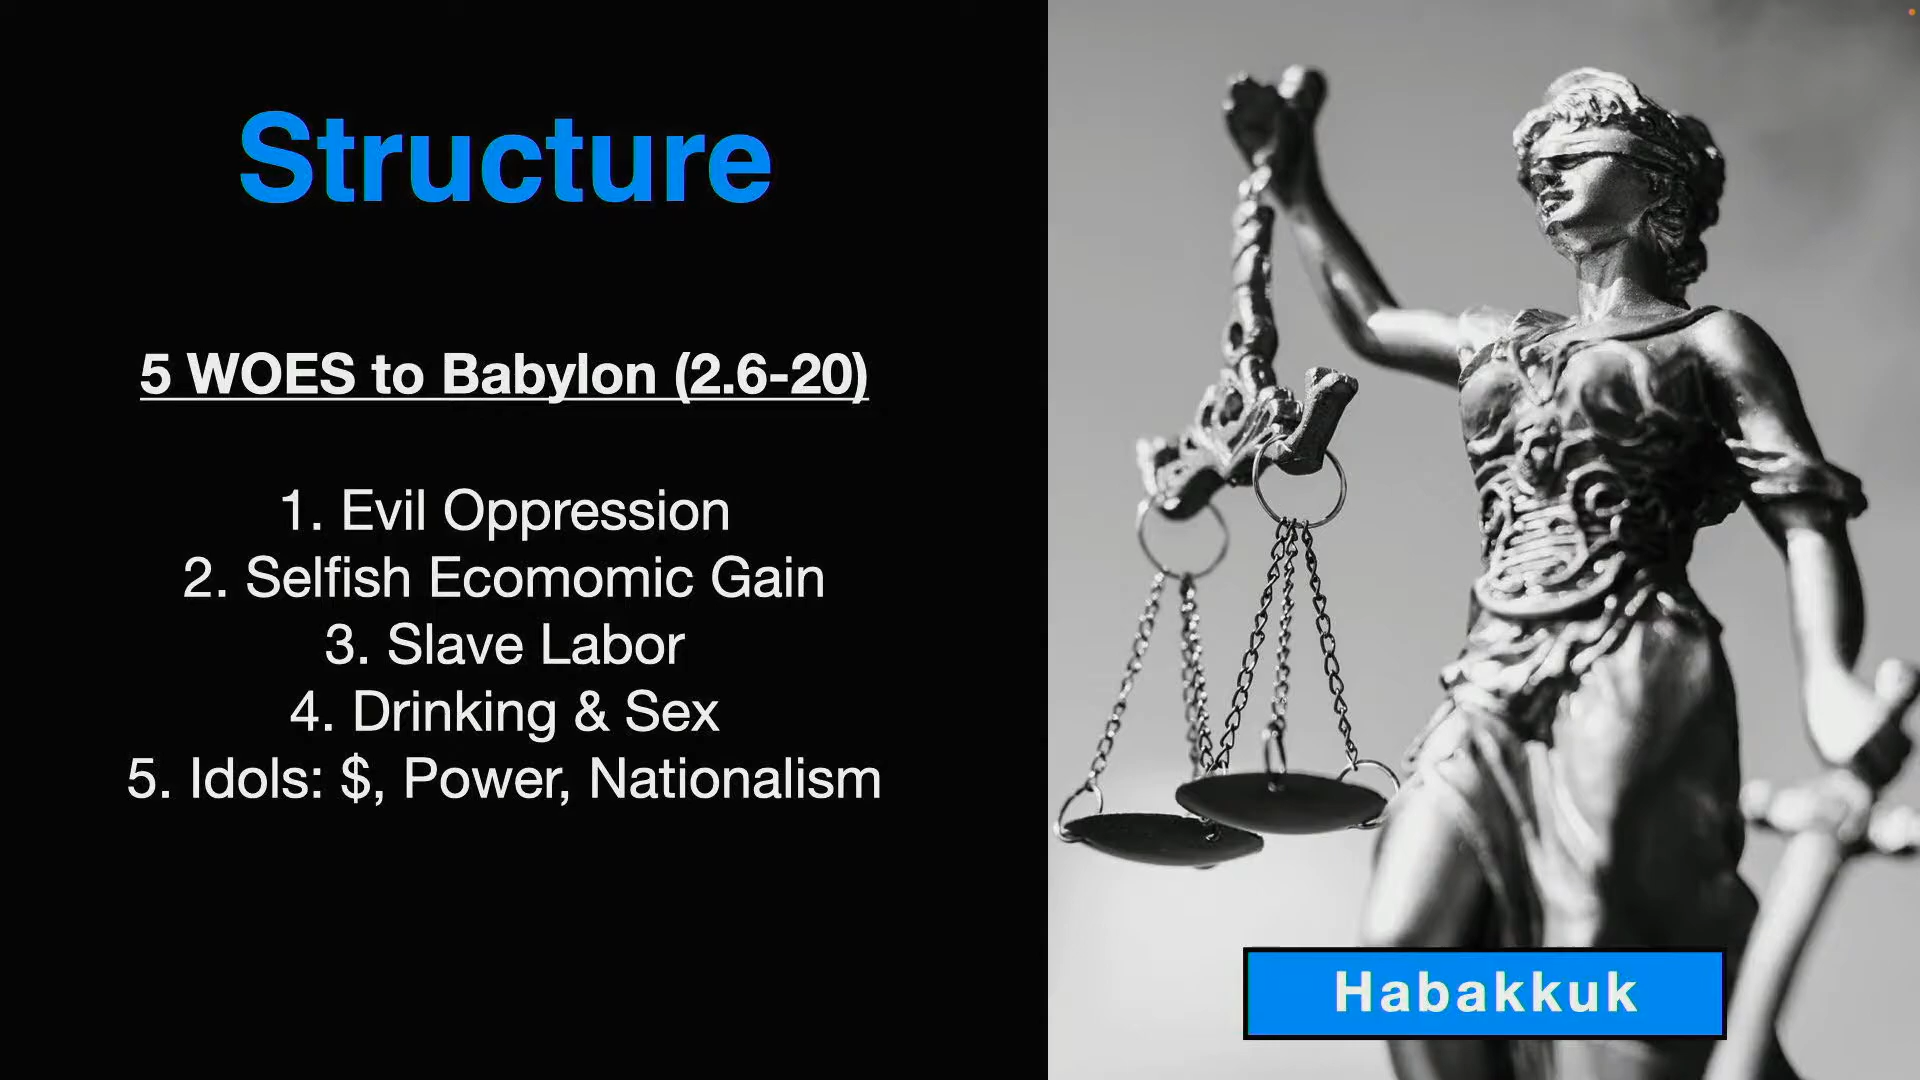 Structure
5 WOES to Babylon (2.6-20)
1. Evil Oppression
2. Selfish Ecomomic Gain
3. Slave Labor
4. Drinking & Sex
5. Idols: $, Power, Nationalism
Habakkuk